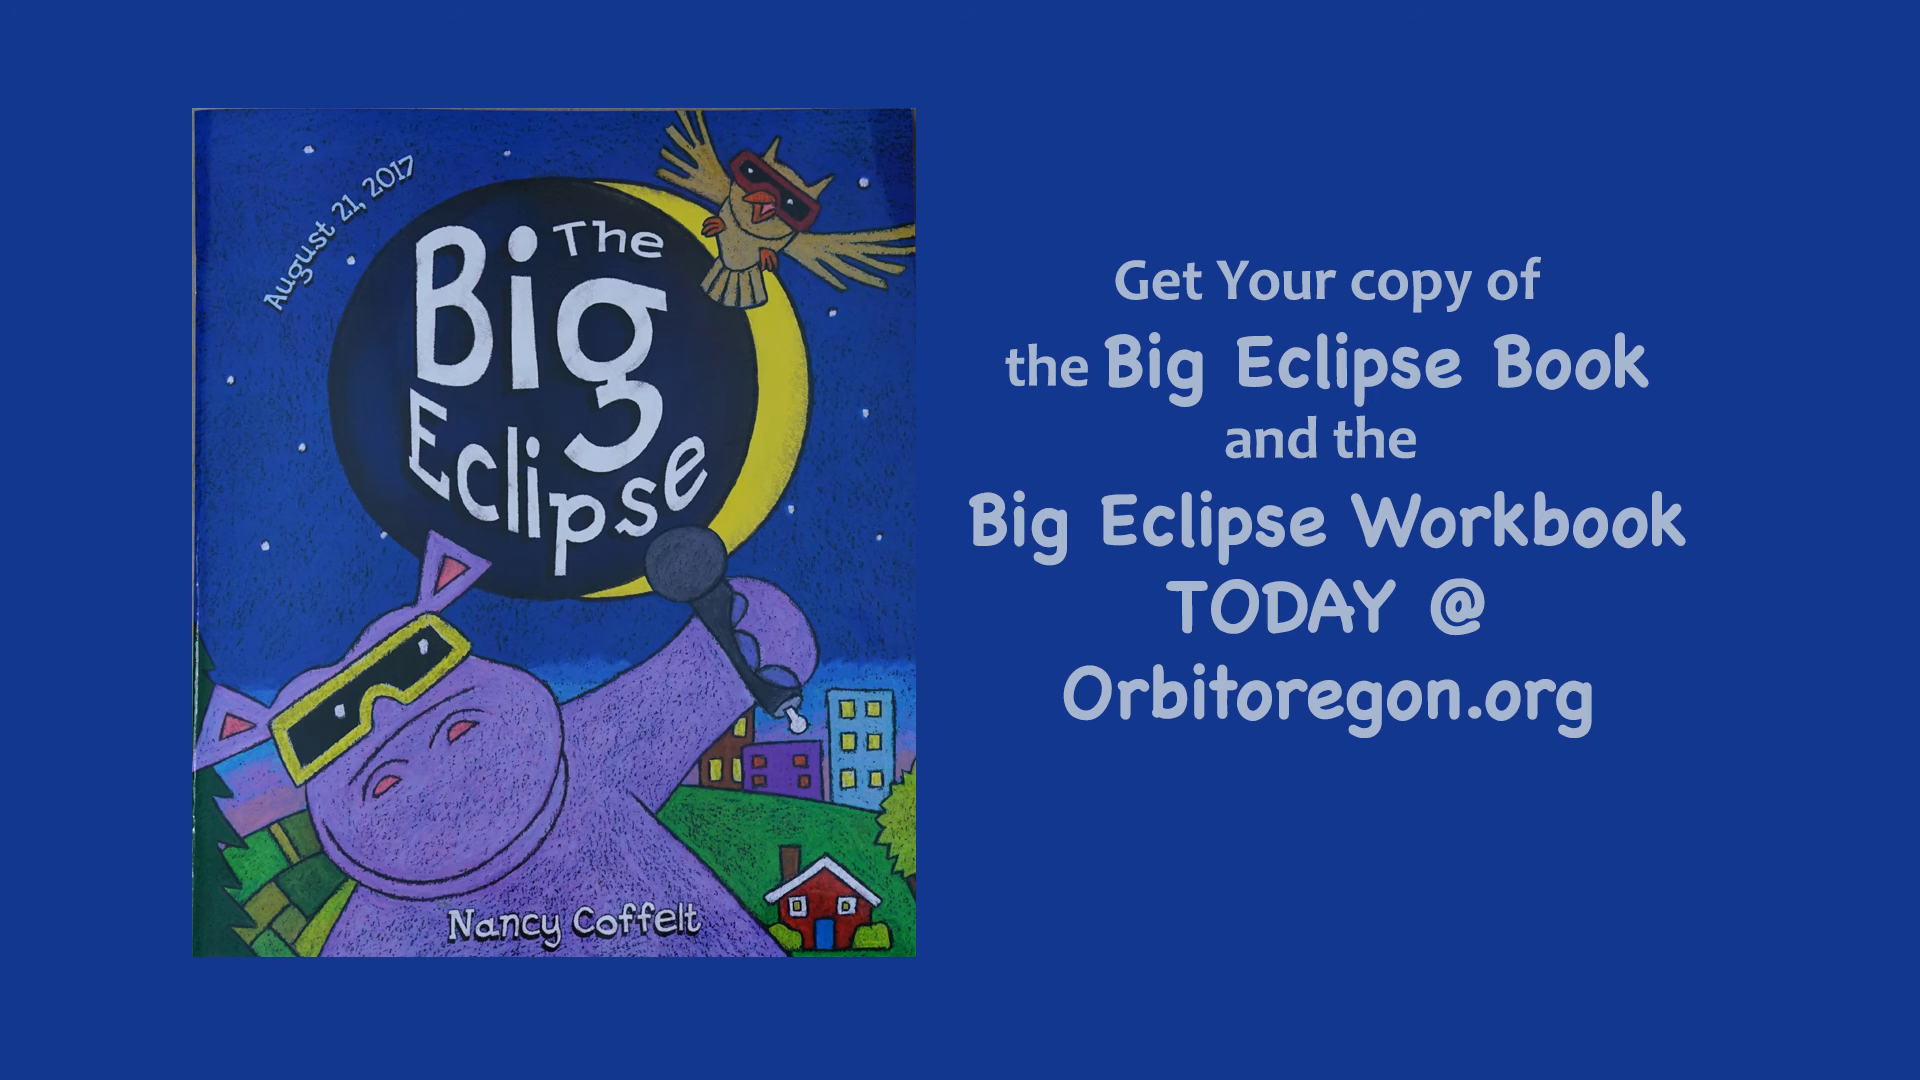 August 21, 2017
The
Big
Eclipse
Nancy Coffelt
Get Your copy of
the Big Eclipse Book
and the
Big Eclipse Workbook
TODAY @
Orbitoregon.org